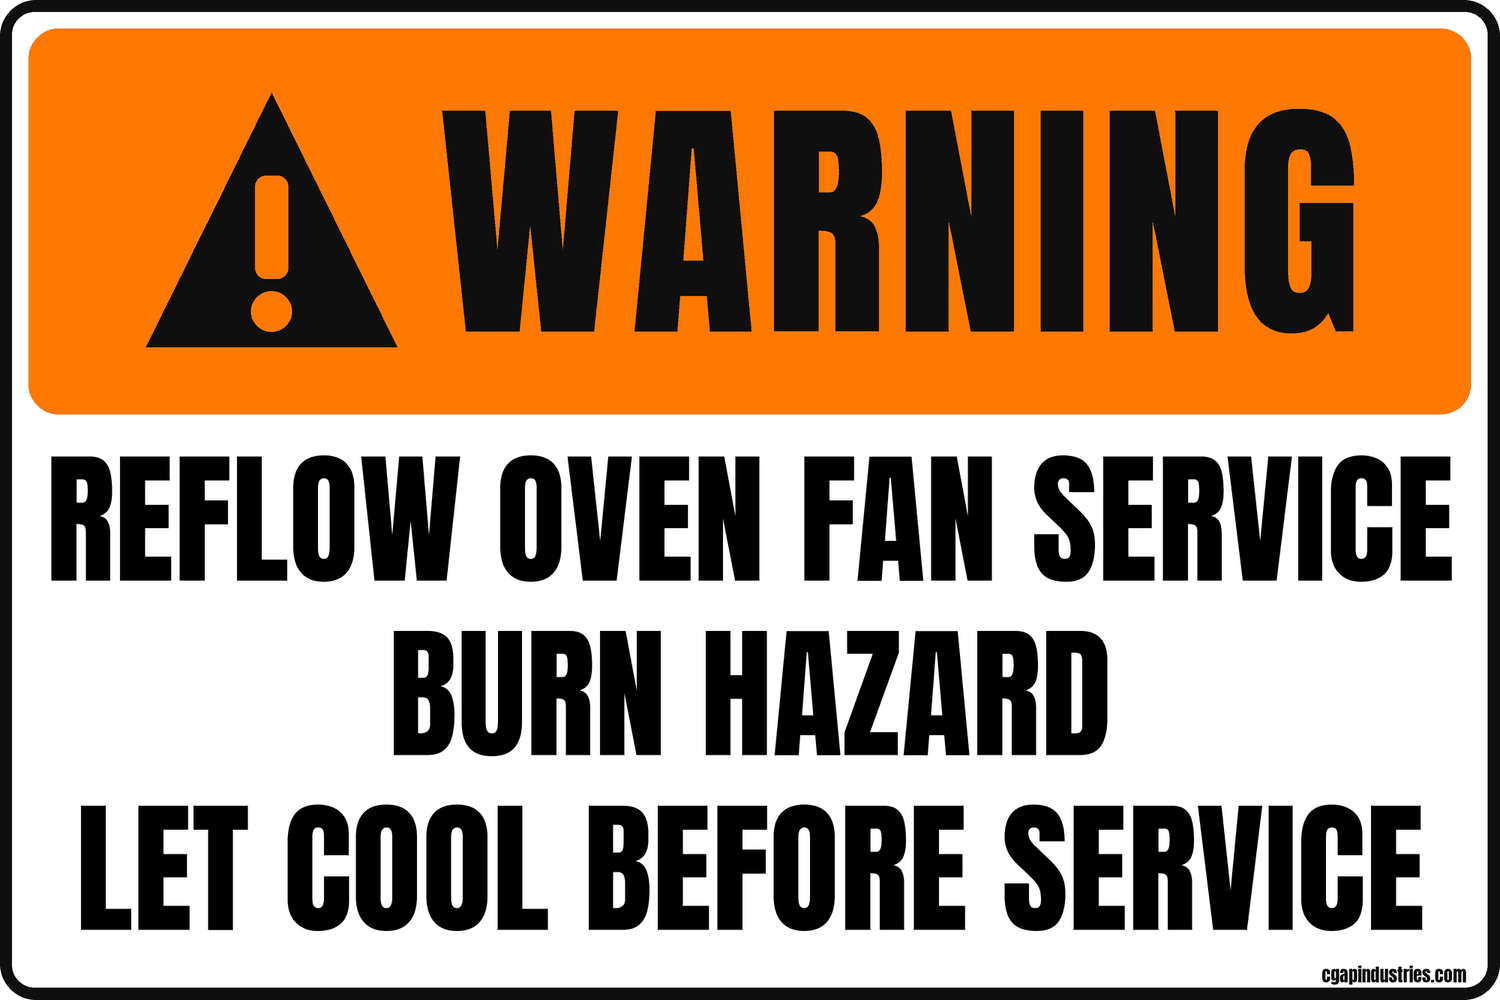 WARNING
REFLOW OVEN FAN SERVICE
BURN HAZARD
LET COOL BEFORE SERVICE
cgapindustries.com